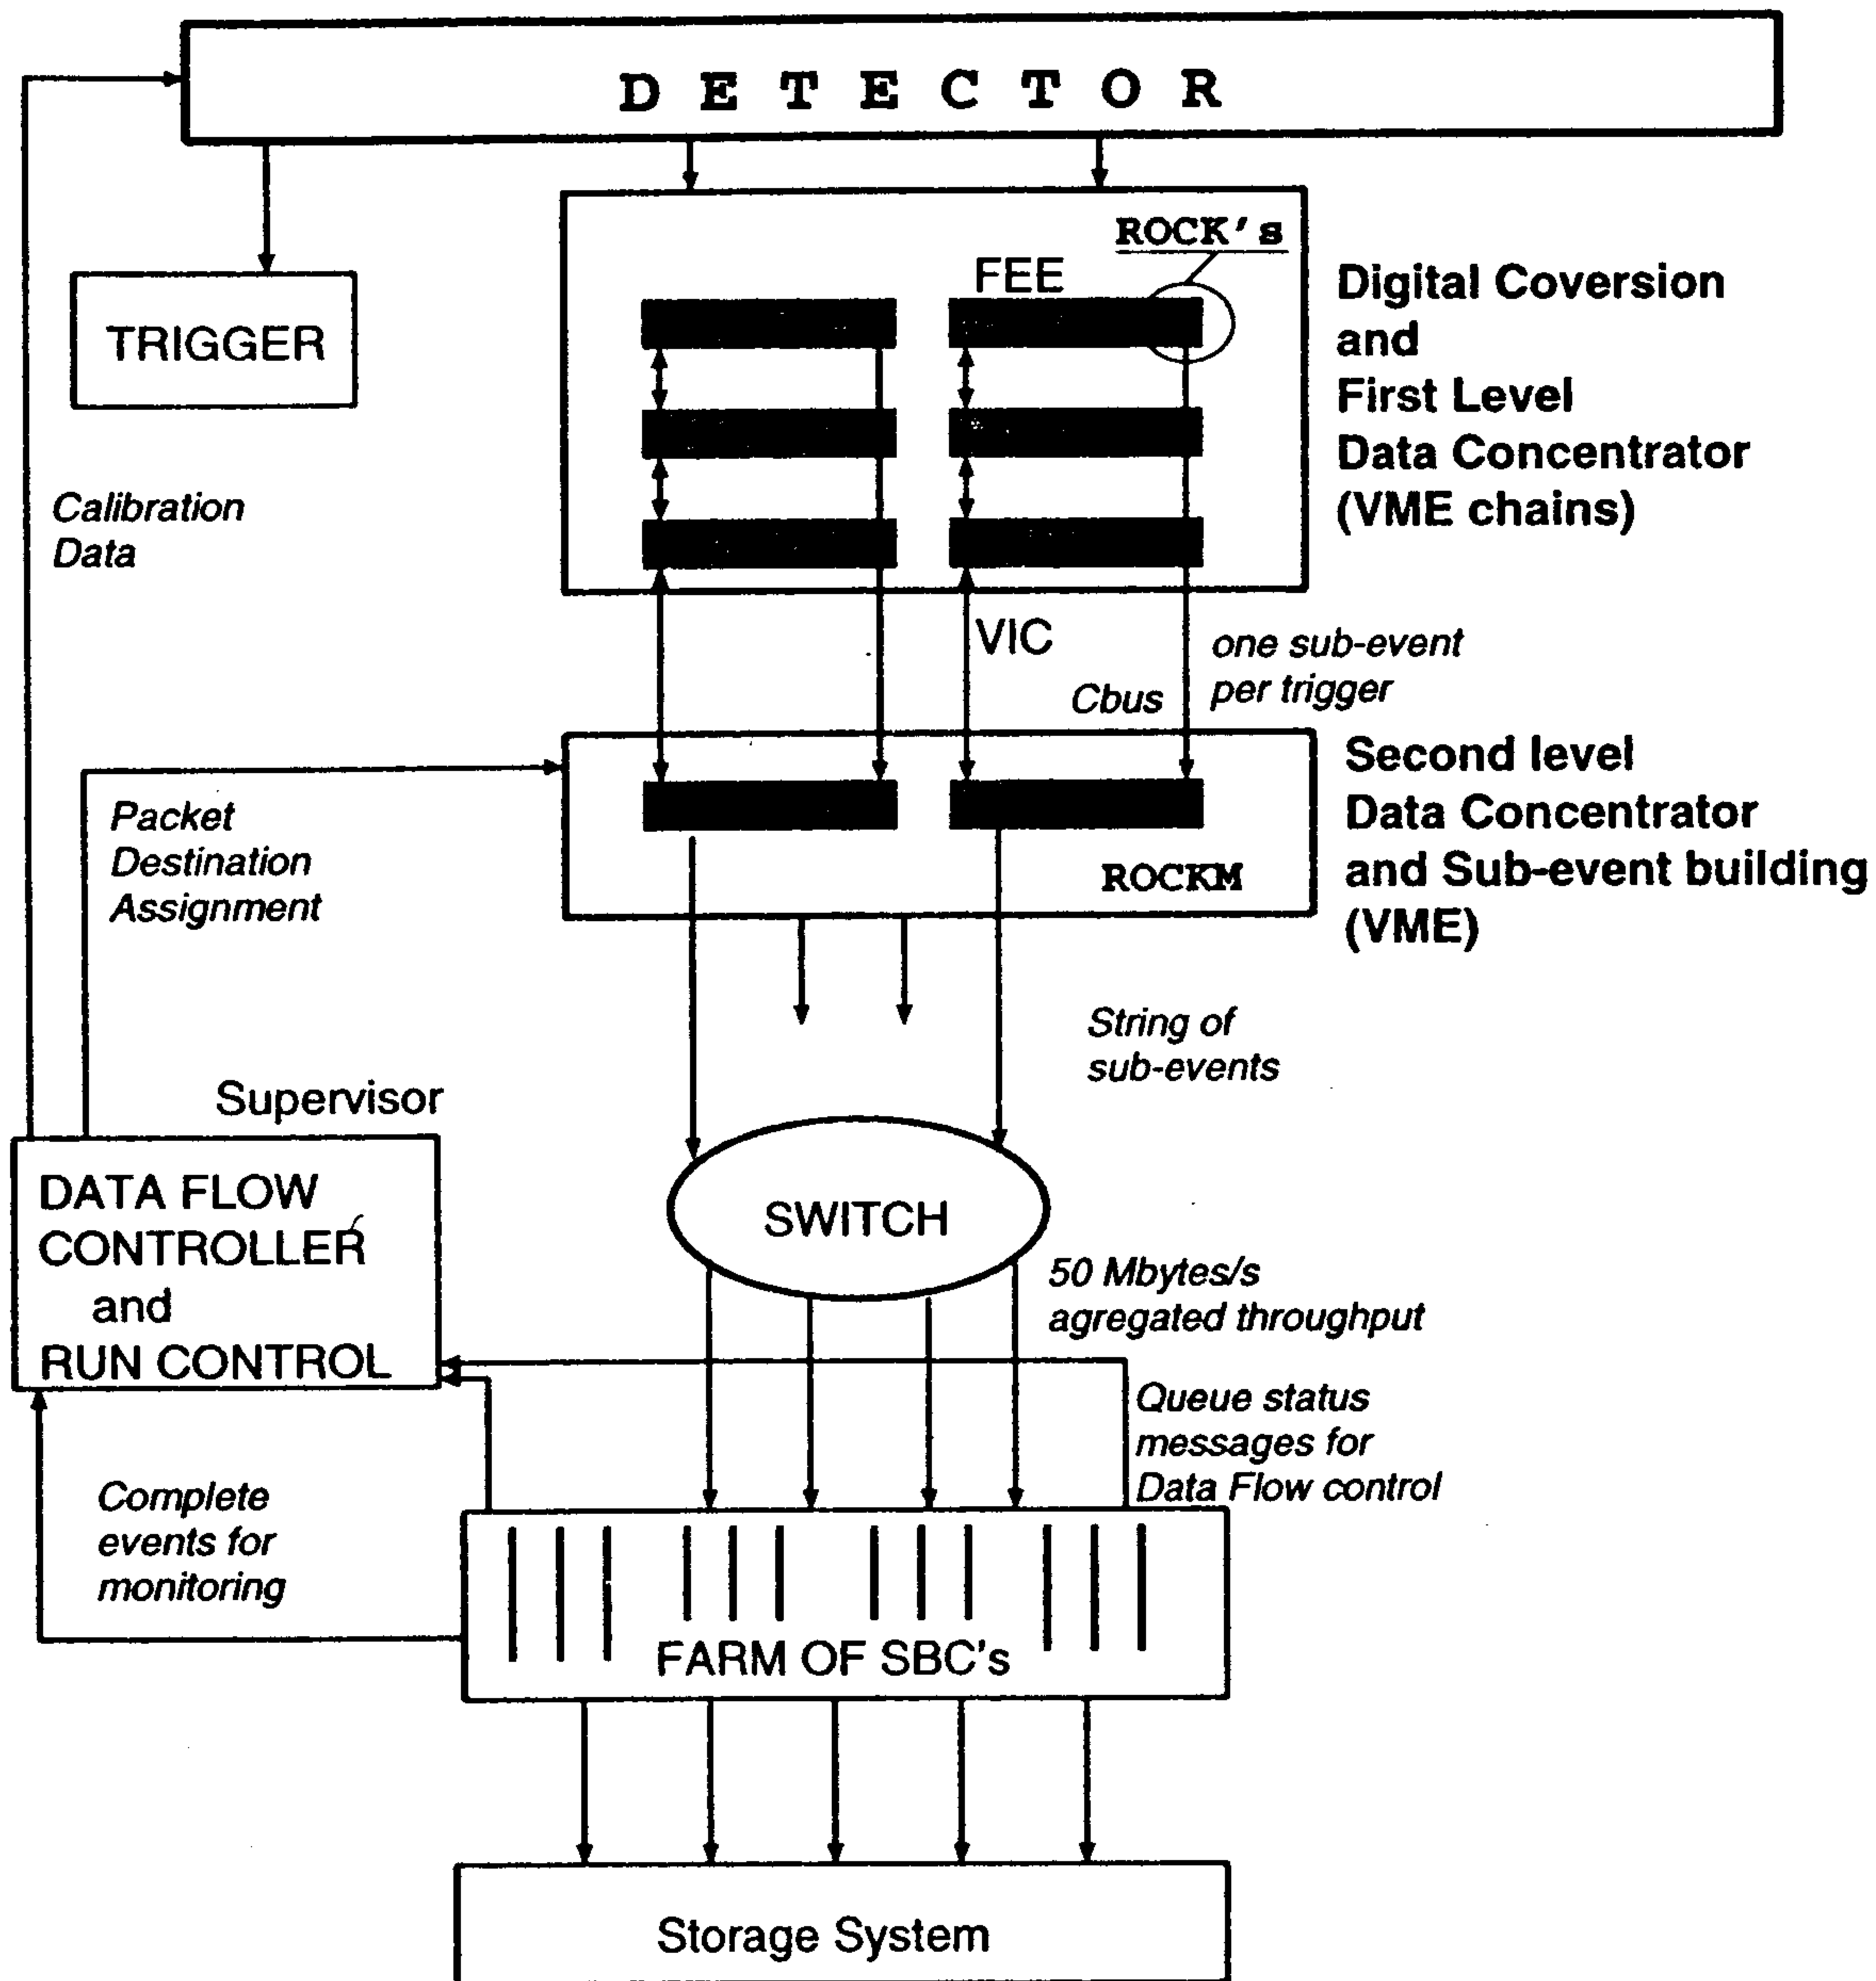 DETECTOR
TRIGGER
ROCK's
FEE
Digital Coversion
and
First Level
Data Concentrator
(VME chains)
Calibration
Data
VIC
Cbus
one sub-event
per trigger
Packet
Destination
Assignment
ROCKM
Second level
Data Concentrator
and Sub-event building
(VME)
String of
sub-events
Supervisor
DATA FLOW
CONTROLLER
and
RUN CONTROL
SWITCH
50 Mbytes/s
agregated throughput
Queue status
messages for
Data Flow control
Complete
events for
monitoring
FARM OF SBC's
Storage System